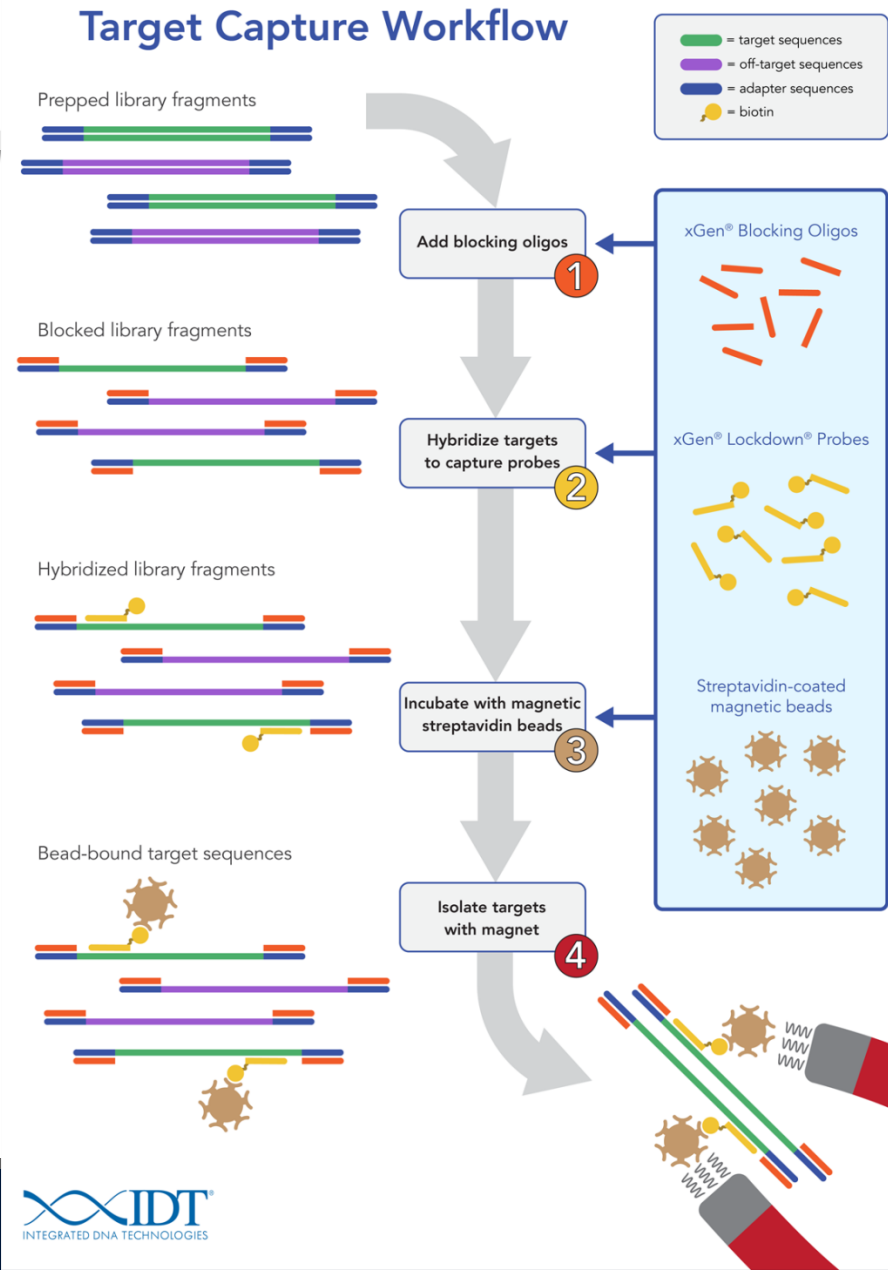 Target Capture Workflow
= target sequences
= off-target sequences
= adapter sequences
= biotin
Prepped library fragments
Add blocking oligos
1
xGen® Blocking Oligos
Blocked library fragments
Hybridize targets
to capture probes
2
xGen® Lockdown® Probes
Hybridized library fragments
Incubate with magnetic
streptavidin beads
3
Streptavidin-coated
magnetic beads
Bead-bound target sequences
Isolate targets
with magnet
4
IDT®
INTEGRATED DNA TECHNOLOGIES